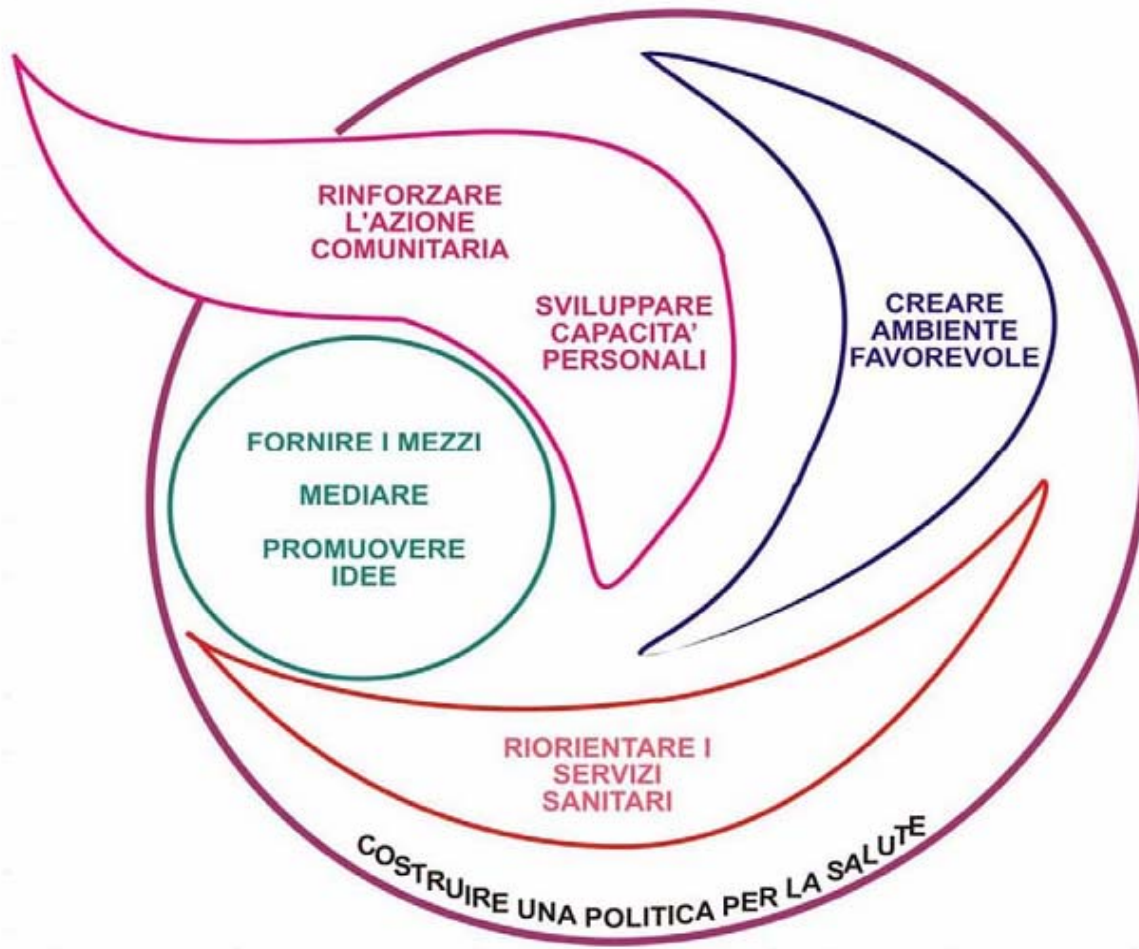 RINFORZARE
L'AZIONE
COMUNITARIA
SVILUPPARE
CAPACITA'
PERSONALI
CREARE
AMBIENTE
FAVOREVOLE
FORNIRE I MEZZI
MEDIARE
PROMUOVERE
IDEE
RIORIENTARE I
SERVIZI
SANITARI
COSTRUIRE UNA POLITICA PER LA SALUTE